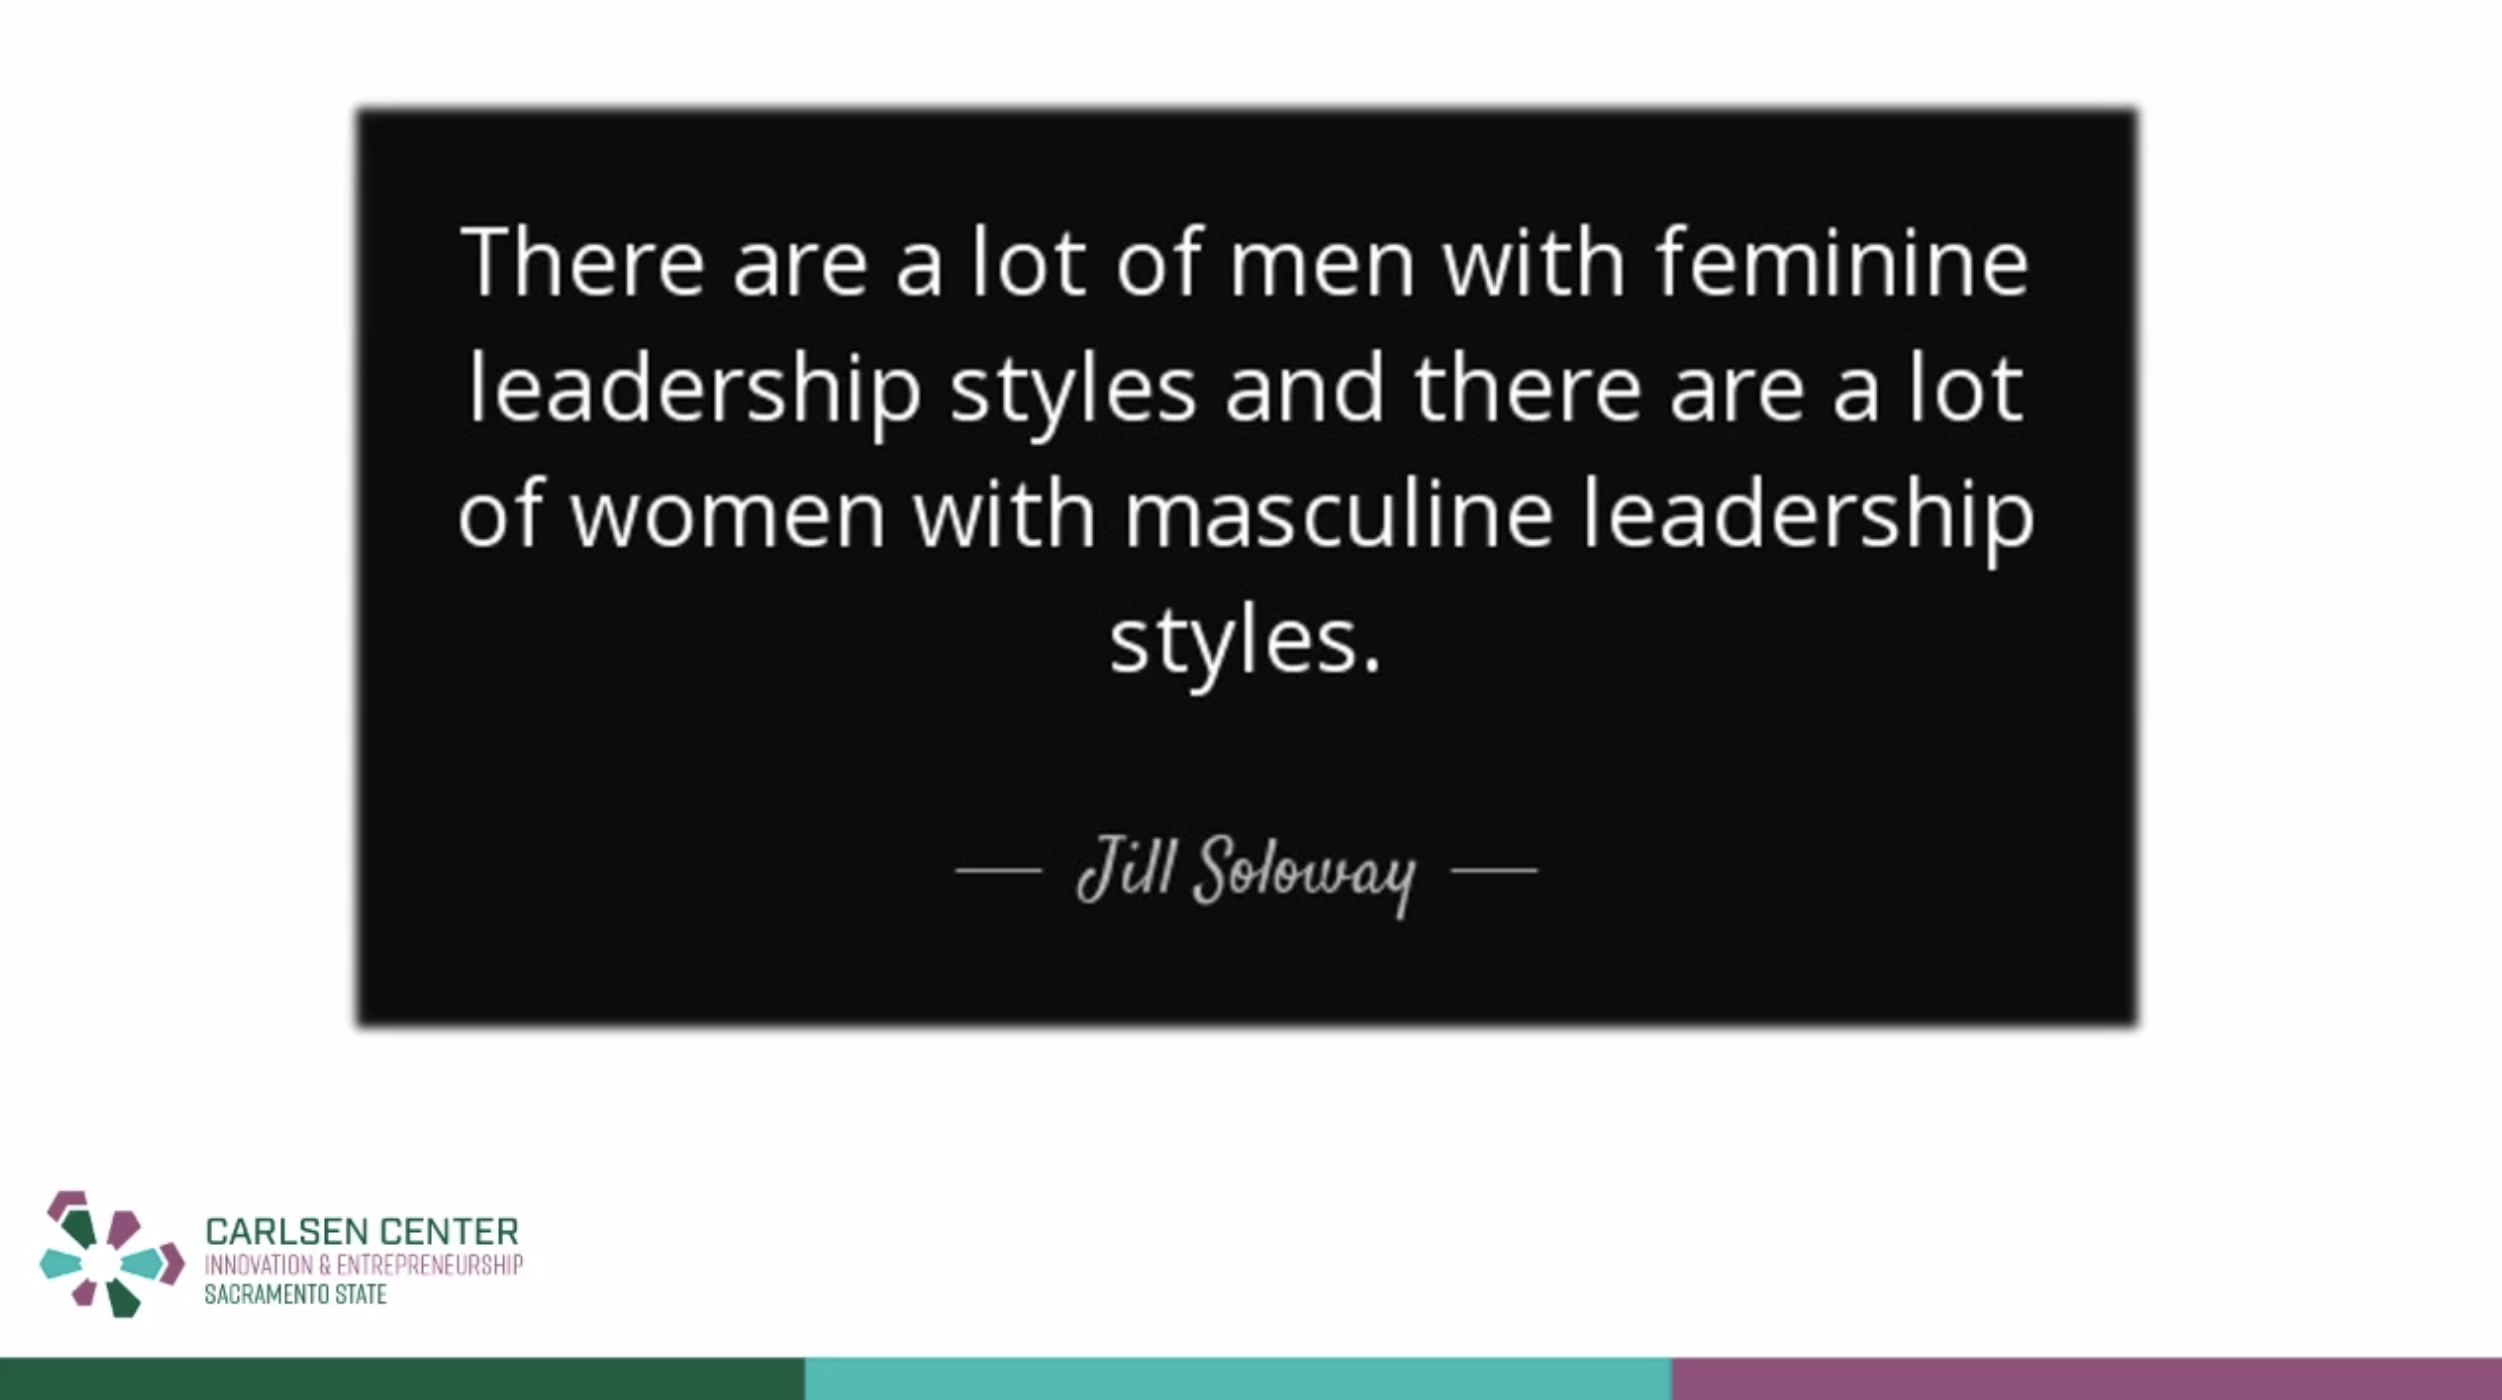 There are a lot of men with feminine
leadership styles and there are a lot
of women with masculine leadership
styles.
— Jill Soloway —
CARLSEN CENTER
INNOVATION & ENTREPRENEURSHIP
SACRAMENTO STATE